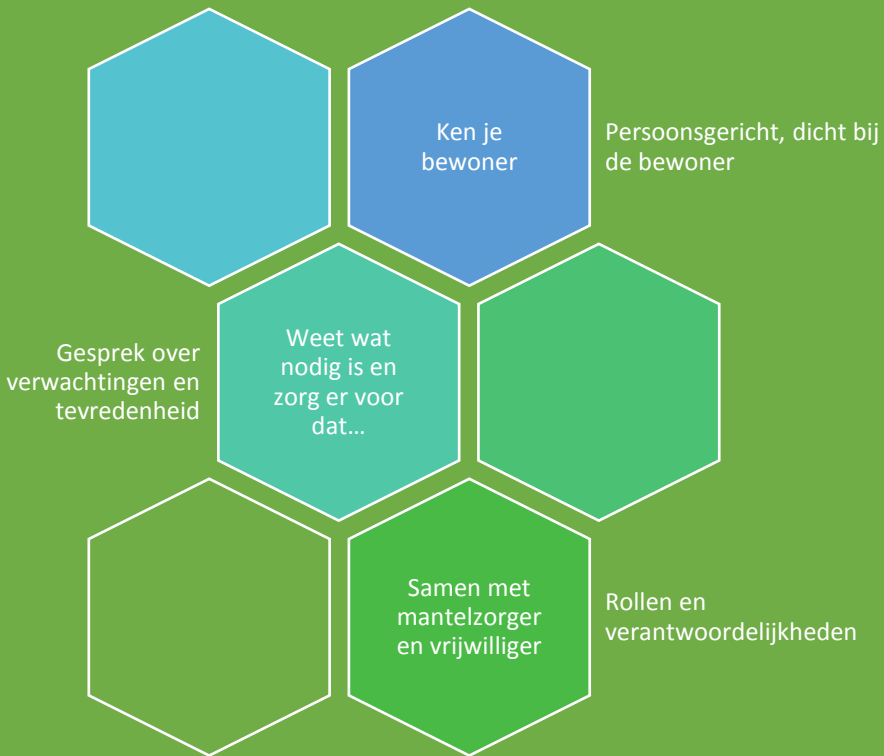 Ken je
bewoner
Persoonsgericht, dicht bij
de bewoner
Gesprek over
verwachtingen en
tevredenheid
Weet wat
nodig is en
zorg er voor
dat…
Samen met
mantelzorger
en vrijwilliger
Rollen en
verantwoordelijkheden